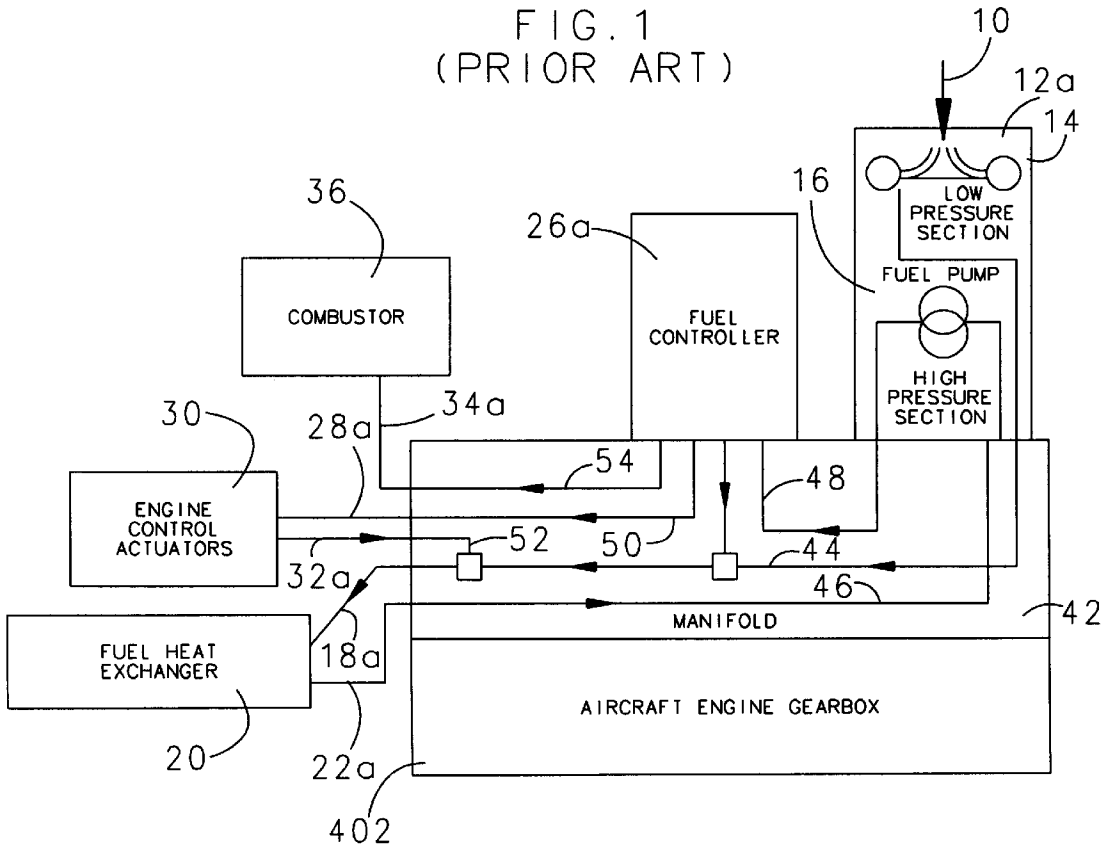 FIG.1
(PRIOR ART)
10
12a
14
LOW
PRESSURE
SECTION
16
FUEL PUMP
HIGH
PRESSURE
SECTION
26a
FUEL
CONTROLLER
36
COMBUSTOR
34a
30
28a
ENGINE
CONTROL
ACTUATORS
32a
54
48
50
52
44
46
MANIFOLD
42
FUEL HEAT
EXCHANGER
18a
20
22a
AIRCRAFT ENGINE GEARBOX
402